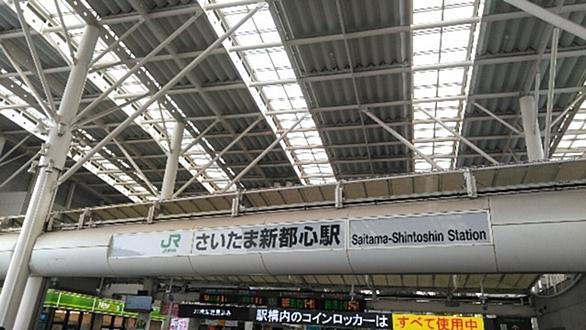 JR さいたま新都心駅 Saitama-Shintoshin Station
駅構内のコインロッカーは すべて使用中